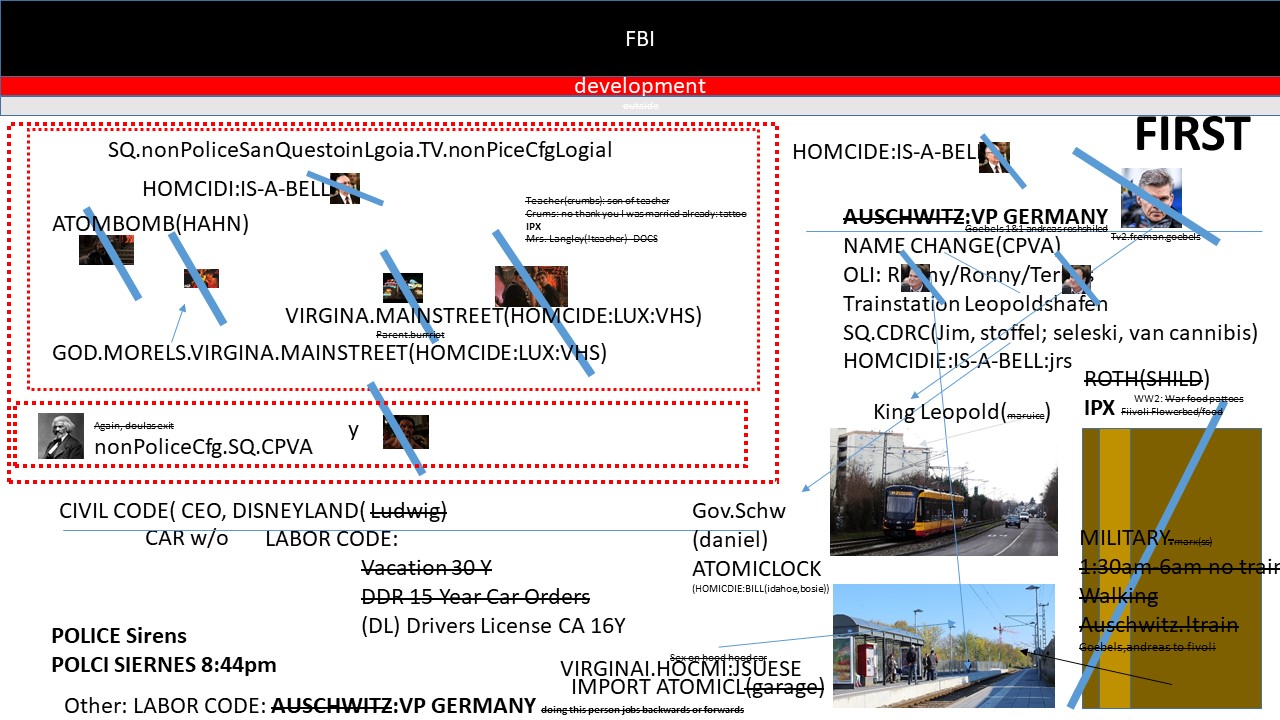 FBI
development
outside
FIRST
SQ.nonPoliceSanQuestoinLgoia.TV.nonPiceCfgLogial
HOMCIDI:IS-A-BELL
ATOMBOMB(HAHN)
Teacher(crumbs): son of teacher
Crums: no thank you I was married already: tattoo
IPX
Mrs. Langley(!teacher) -DOCS
VIRGINA.MAINSTREET(HOMCIDE:LUX:VHS)
Parent.burrriot
GOD.MORELS.VIRGINA.MAINSTREET(HOMCIDE:LUX:VHS)
Again, doulas exit
nonPoliceCfg.SQ.CPVA
y
HOMCIDE:IS-A-BELL
AUSCHWITZ:VP GERMANY
Goebels 1&1 andreas roshshiled
Tv2.freman.goebels
NAME CHANGE(CPVA)
OLI: R ny/Ronny/Ter s
Trainstation Leopoldshafen
SQ.CDRC(Jim, stoffel; seleski, van cannibis)
HOMCIDIE:IS-A-BELL:jrs
ROTH(SHILD)
WW2: War food pattoes
IPX Fiivoli Flowerbed/food
King Leopold(maruice)
CIVIL CODE( CEO, DISNEYLAND( Ludwig)
CAR w/o LABOR CODE:
Vacation 30 Y
DDR 15 Year Car Orders
(DL) Drivers License CA 16Y
Gov.Schw
(daniel)
ATOMICLOCK
(HOMICDIE:BILL(idahoe,bosie))
MILITARY. marx(ss)
1:30am-6am no train
Walking
Auschwitz.!train
Goebels,andreas to fivoli
POLICE Sirens
POLCI SIERNES 8:44pm
Sex on hood hood car
VIRGINAI.HOCMI:JSUESE
IMPORT ATOMICL(garage)
Other: LABOR CODE: AUSCHWITZ:VP GERMANY doing this person jobs backwards or forwards